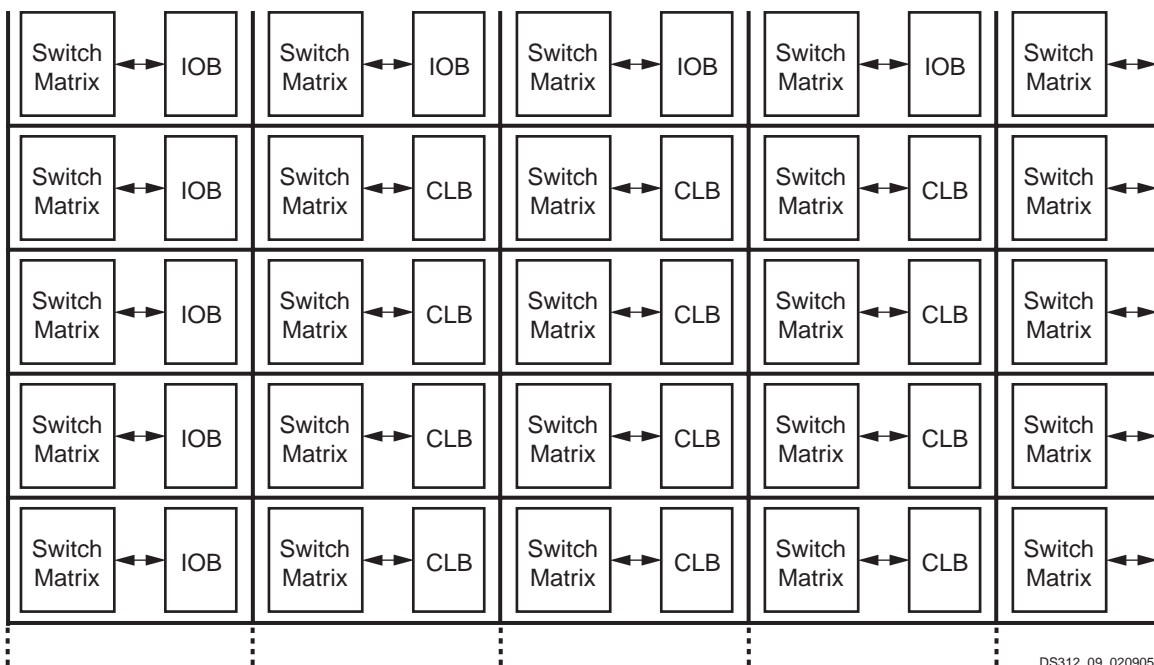 Switch
Matrix
IOB
Switch
Matrix
IOB
Switch
Matrix
IOB
Switch
Matrix
IOB
Switch
Matrix
Switch
Matrix
IOB
Switch
Matrix
CLB
Switch
Matrix
CLB
Switch
Matrix
CLB
Switch
Matrix
Switch
Matrix
IOB
Switch
Matrix
CLB
Switch
Matrix
CLB
Switch
Matrix
CLB
Switch
Matrix
Switch
Matrix
IOB
Switch
Matrix
CLB
Switch
Matrix
CLB
Switch
Matrix
CLB
Switch
Matrix
Switch
Matrix
IOB
Switch
Matrix
CLB
Switch
Matrix
CLB
Switch
Matrix
CLB
Switch
Matrix
DS312_09_020905